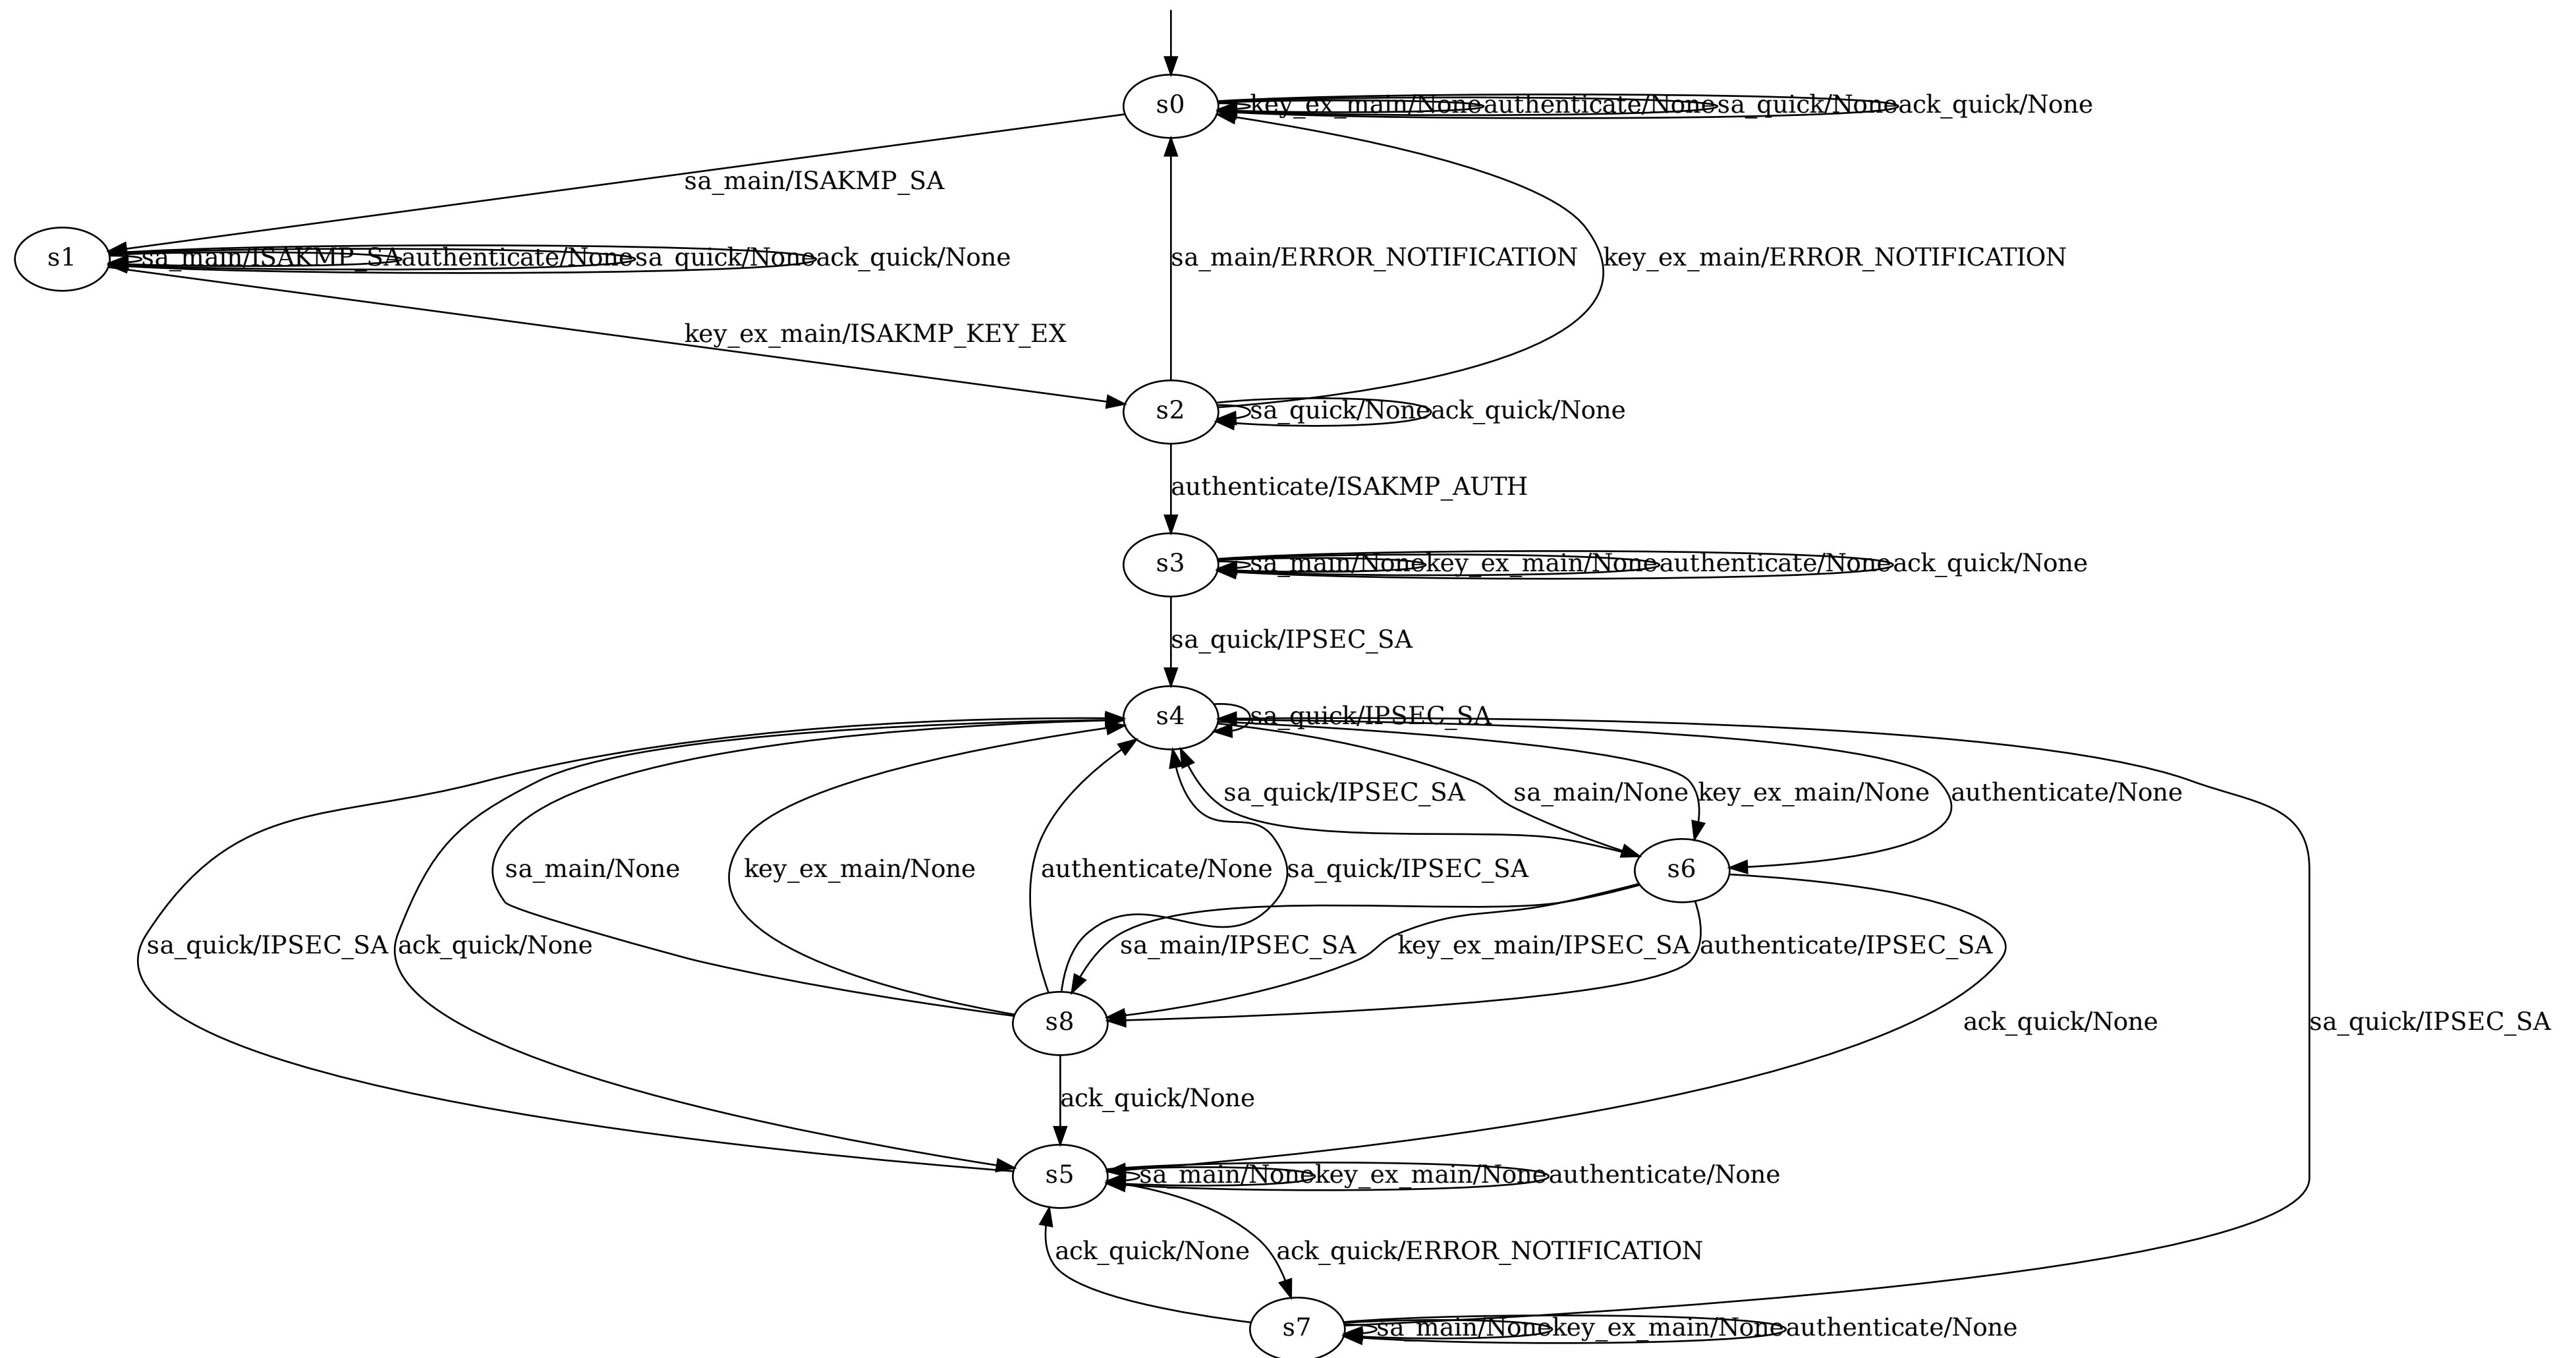 s0
key_ex_main/None authenticate/None sa_quick/None ack_quick/None
sa_main/ISAKMP_SA
s1
sa_main/ISAKMP_SA authenticate/None sa_quick/None ack_quick/None
sa_main/ERROR_NOTIFICATION
key_ex_main/ERROR_NOTIFICATION
key_ex_main/ISAKMP_KEY_EX
s2
sa_quick/None ack_quick/None
authenticate/ISAKMP_AUTH
s3
sa_main/None key_ex_main/None authenticate/None ack_quick/None
sa_quick/IPSEC_SA
s4
sa_quick/IPSEC_SA
sa_quick/IPSEC_SA
sa_main/None
key_ex_main/None
authenticate/None
sa_main/None
key_ex_main/None
authenticate/None
sa_quick/IPSEC_SA
s6
sa_quick/IPSEC_SA
ack_quick/None
sa_main/IPSEC_SA
key_ex_main/IPSEC_SA
authenticate/IPSEC_SA
s8
ack_quick/None
sa_quick/IPSEC_SA
ack_quick/None
s5
sa_main/None key_ex_main/None authenticate/None
ack_quick/None
ack_quick/ERROR_NOTIFICATION
s7
sa_main/None key_ex_main/None authenticate/None